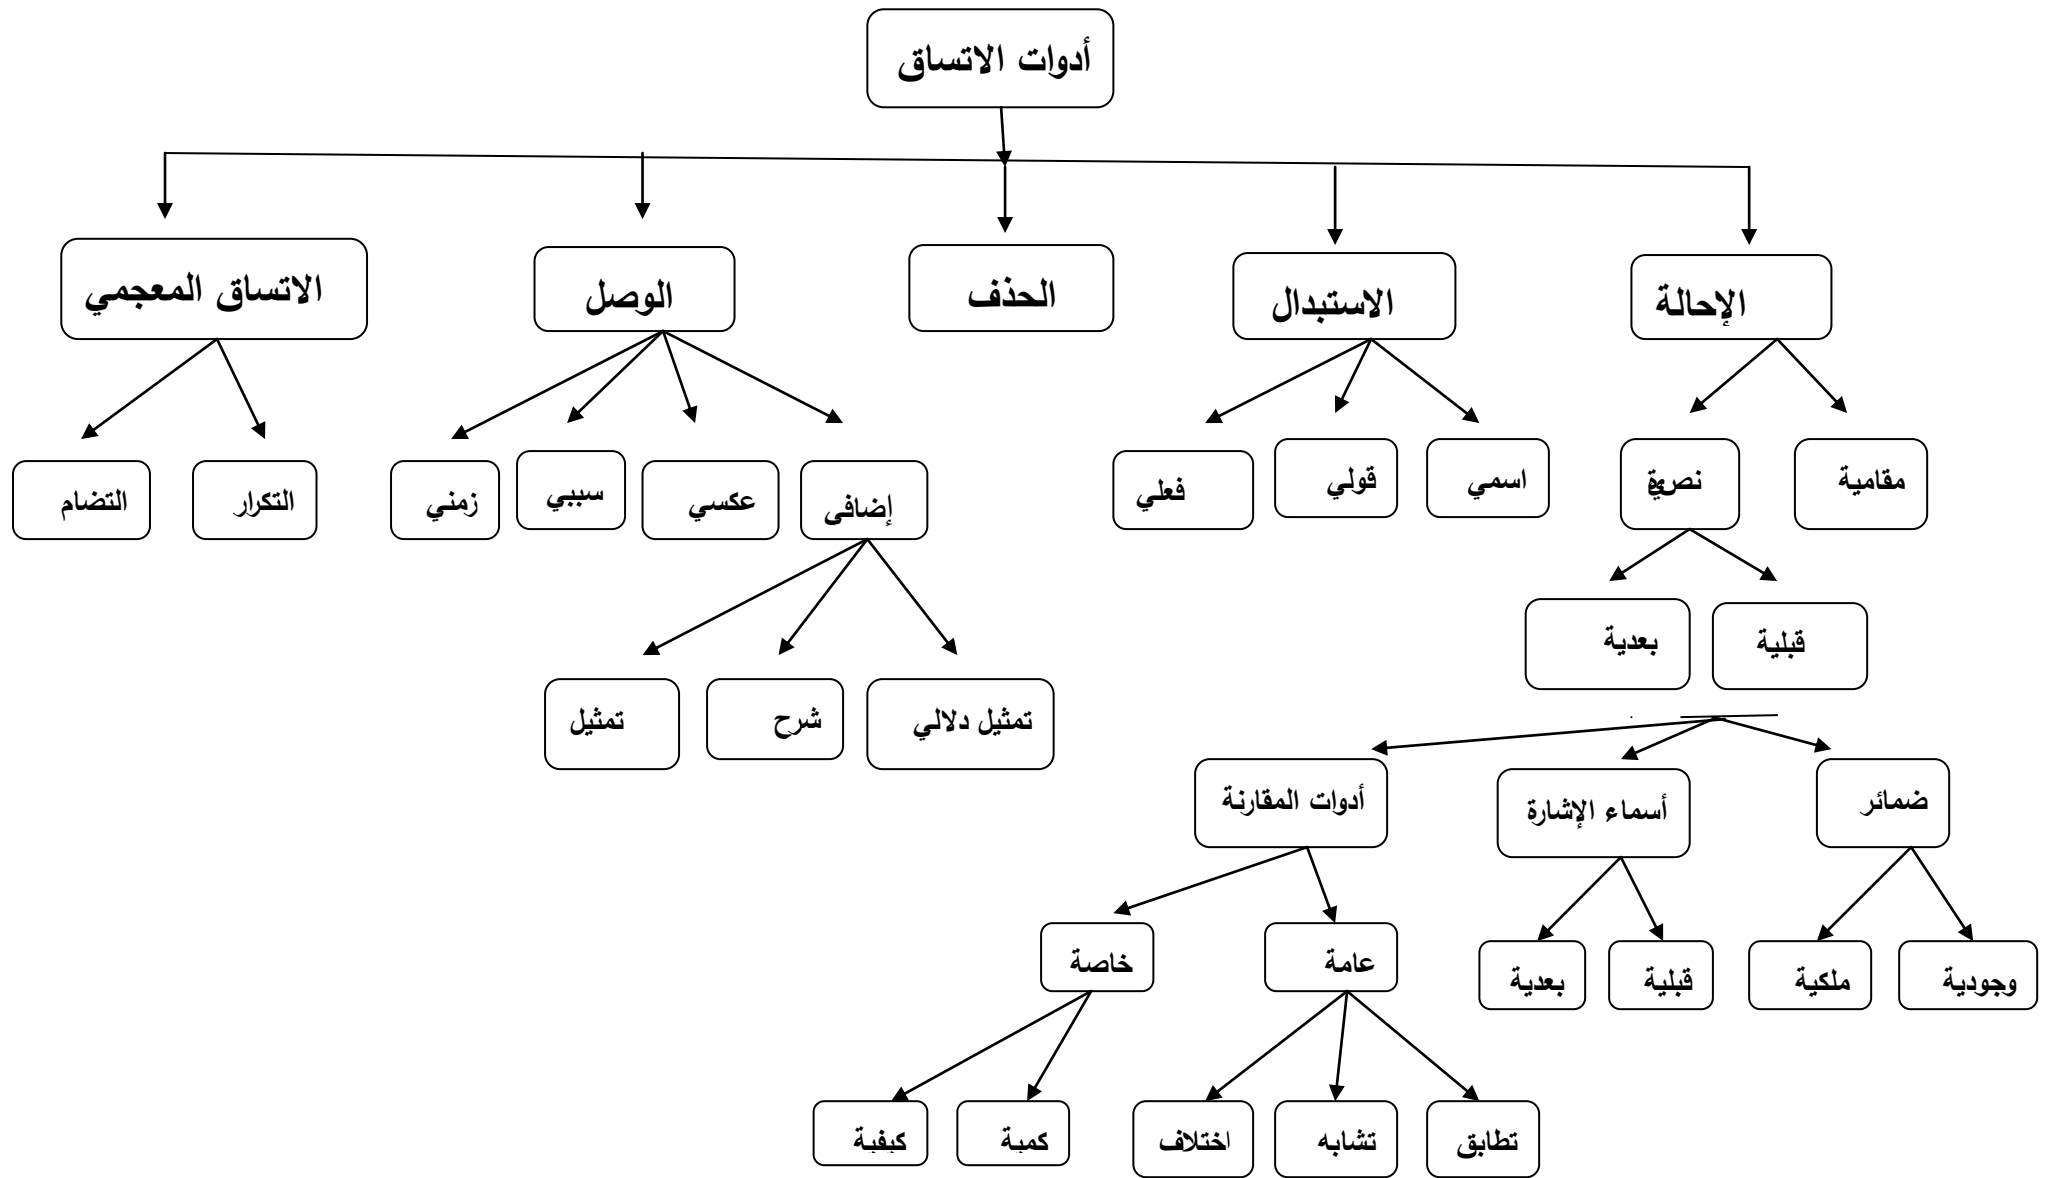 أدوات الاتساق
الإحالة
الاستبدال
الحذف
الوصل
الاتساق المعجمي
مقامية
نصية
اسمي
قولي
فعلي
إضافى
عكسي
سببي
زمني
التكرار
التضام
قبلية
بعدية
تمثيل دلالي
شرح
تمثيل
ضمائر
أسماء الإشارة
أدوات المقارنة
وجودية
ملكية
قبلية
بعدية
عامة
خاصة
تطابق
تشابه
اختلاف
كمية
كيفية